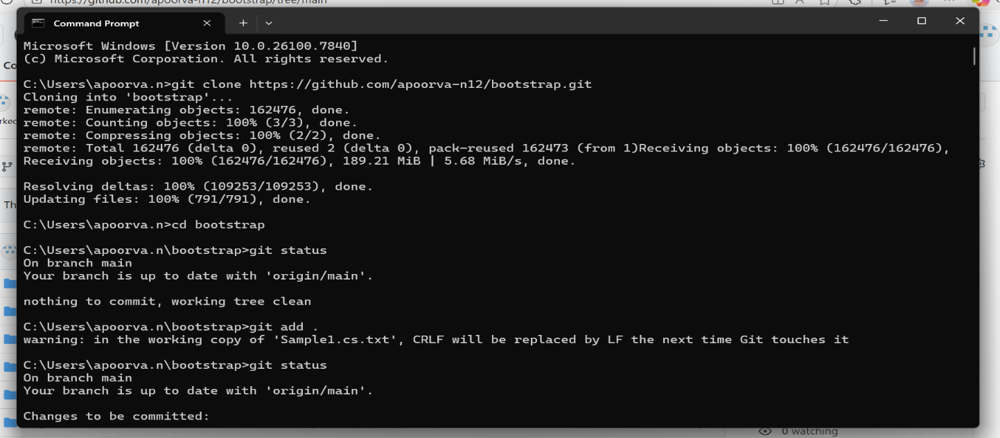 https://github.com/apoorva-n12/bootstrap/tree/main
Command Prompt
Co
Microsoft Windows [Version 10.0.26100.7840]
(c) Microsoft Corporation. All rights reserved.
C:\Users\apoorva.n>git clone https://github.com/apoorva-n12/bootstrap.git
Cloning into 'bootstrap'...
remote: Enumerating objects: 162476, done.
remote: Counting objects: 100% (3/3), done.
remote: Compressing objects: 100% (2/2), done.
remote: Total 162476 (delta 0), reused 2 (delta 0), pack-reused 162473 (from 1)Receiving objects: 100% (162476/162476),
Receiving objects: 100% (162476/162476), 189.21 MiB | 5.68 MiB/s, done.
Resolving deltas: 100% (109253/109253), done.
Updating files: 100% (791/791), done.
Th
C:\Users\apoorva.n>cd bootstrap
C:\Users\apoorva.n\bootstrap>git status
On branch main
Your branch is up to date with 'origin/main'.
nothing to commit, working tree clean
C:\Users\apoorva.n\bootstrap>git add .
warning: in the working copy of 'Sample1.cs.txt', CRLF will be replaced by LF the next time Git touches it
C:\Users\apoorva.n\bootstrap>git status
On branch main
Your branch is up to date with 'origin/main'.
Changes to be committed:
0 watching